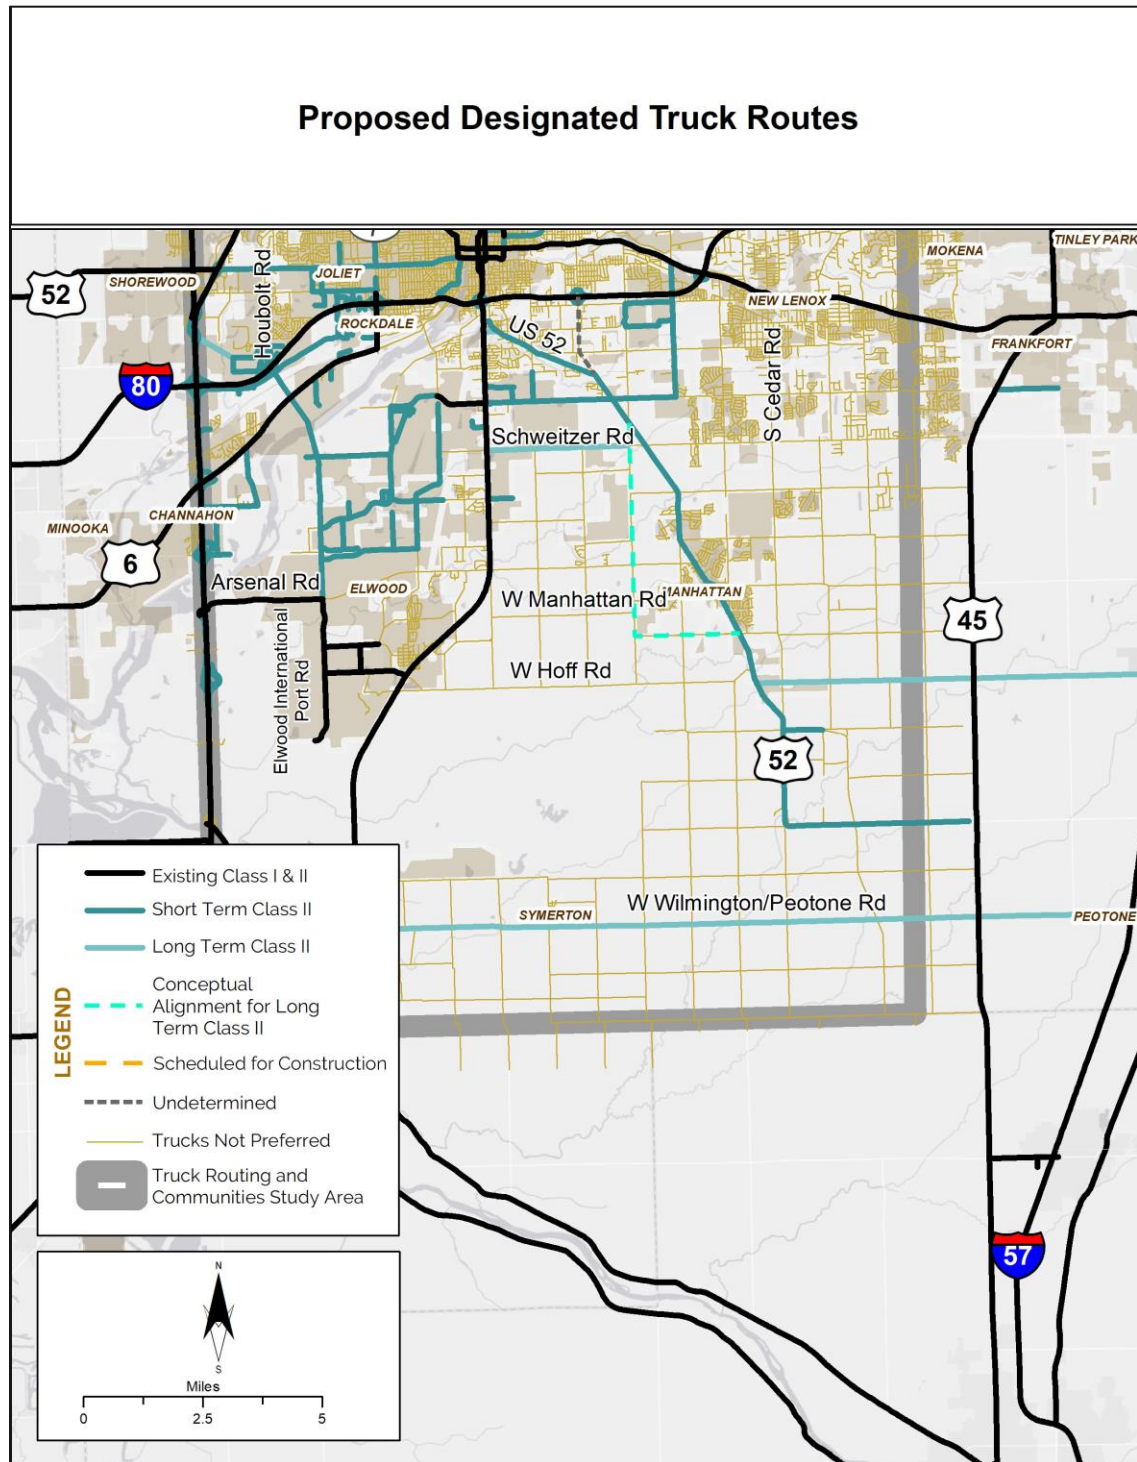 Proposed Designated Truck Routes
MOKENA
TINLEY PARK
SHOREWOOD
JOLIET
Houbolt Rd
52
ROCKDALE
NEW LENOX
US 52
FRANKFORT
80
S Cedar Rd
Schweitzer Rd
MINOOKA
CHANNAHON
6
Arsenal Rd
ELWOOD
W Manhattan Rd
MANHATTAN
45
Elwood International
Port Rd
W Hoff Rd
52
W Wilmington/Peotone Rd
SYMERTON
PEOTONE
LEGEND
Existing Class I & II
Short Term Class II
Long Term Class II
Conceptual
Alignment for Long
Term Class II
Scheduled for Construction
Undetermined
Trucks Not Preferred
Truck Routing and
Communities Study Area
57
N
S
Miles
0 2.5 5